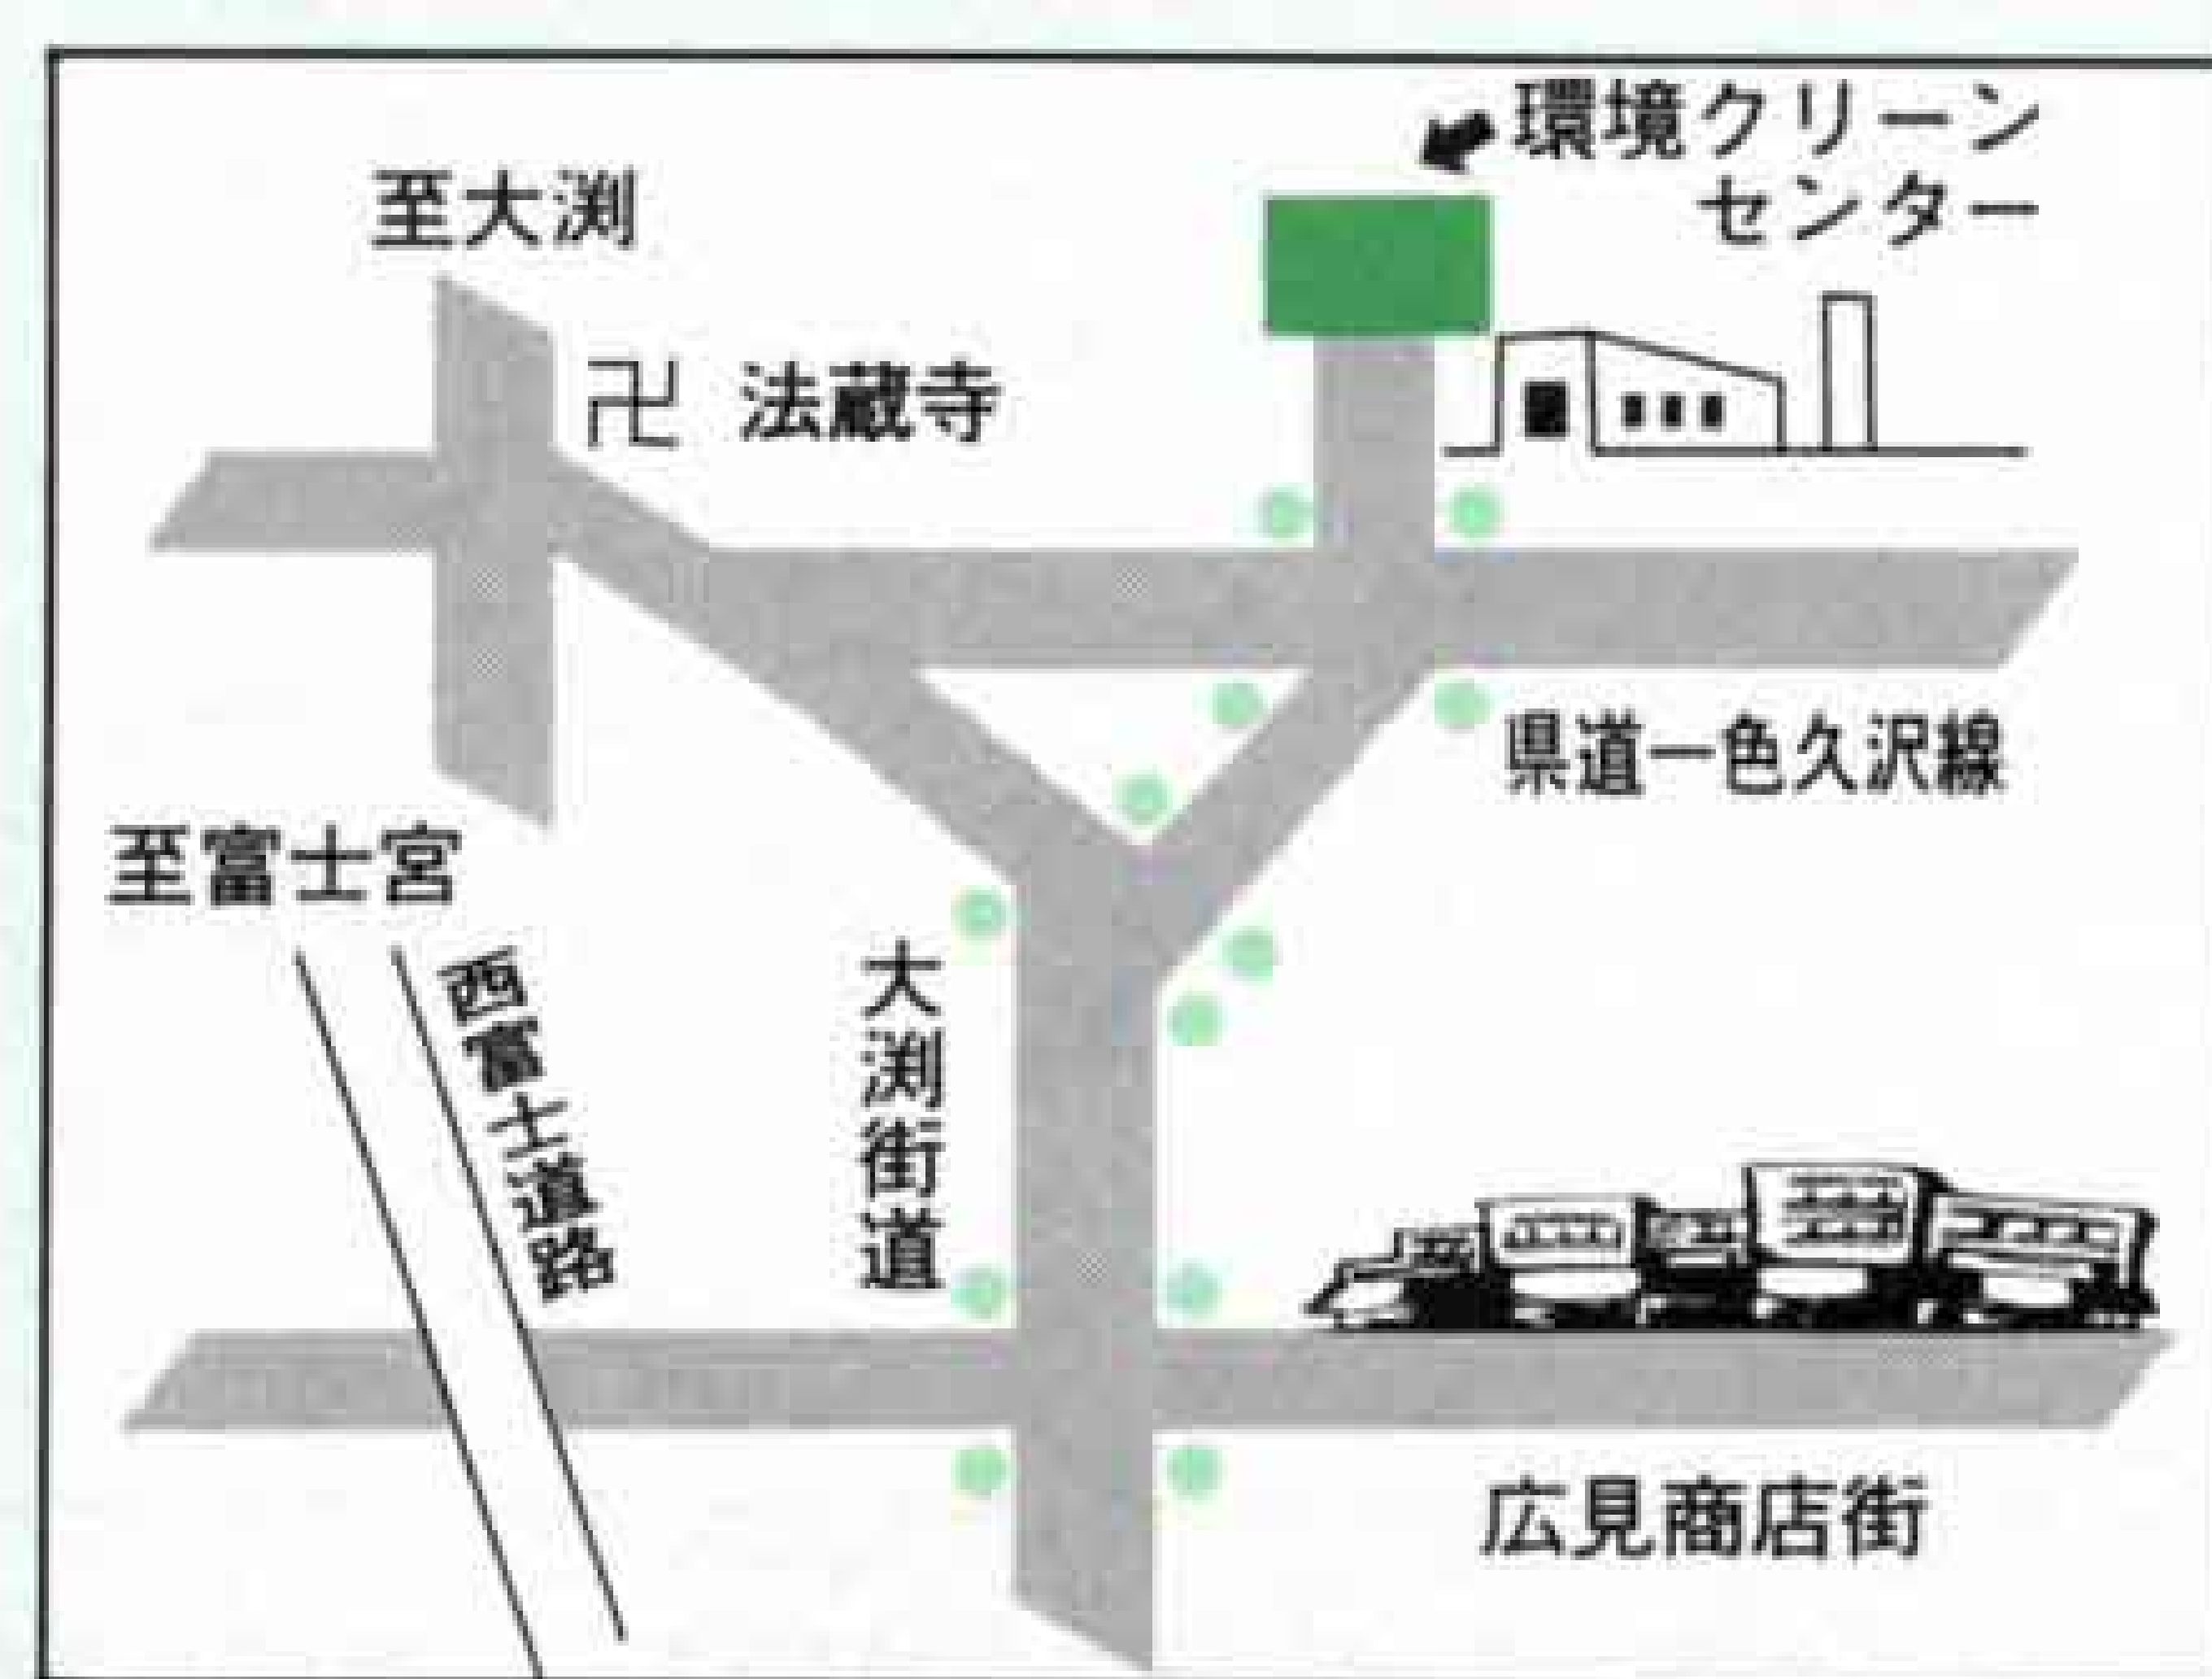 環境クリーン
センター
至大渕
卍 法蔵寺
県道一色久沢線
至富士宮
西富士道路
大渕街道
広見商店街